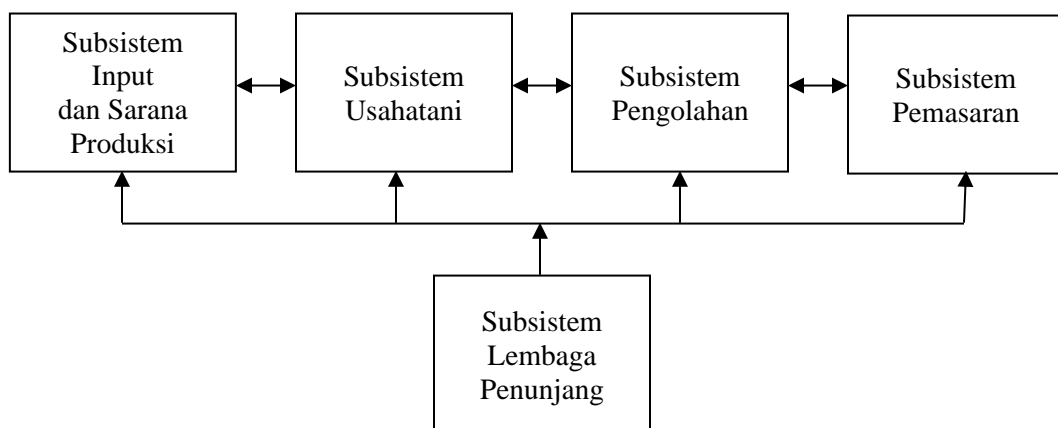 Subsistem
Input
dan Sarana
Produksi
Subsistem
Usahatani
Subsistem
Pengolahan
Subsistem
Pemasaran
Subsistem
Lembaga
Penunjang